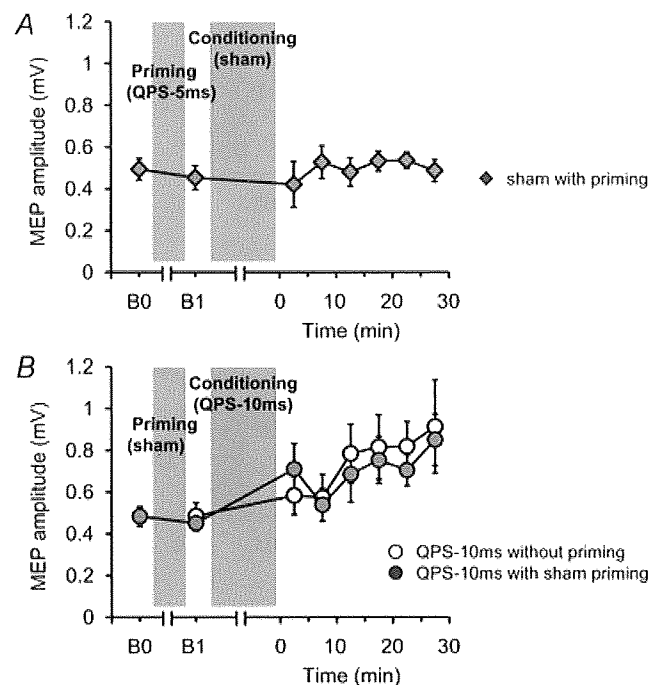 A
1.2
1
0.8
0.6
0.4
0.2
0
MEP amplitude (mV)
Priming
(QPS-5ms)
Conditioning
(sham)
sham with priming
B0
B1
0
10
20
30
Time (min)
B
1.2
1
0.8
0.6
0.4
0.2
0
MEP amplitude (mV)
Priming
(sham)
Conditioning
(QPS-10ms)
QPS-10ms without priming
QPS-10ms with sham priming
B0
B1
0
10
20
30
Time (min)